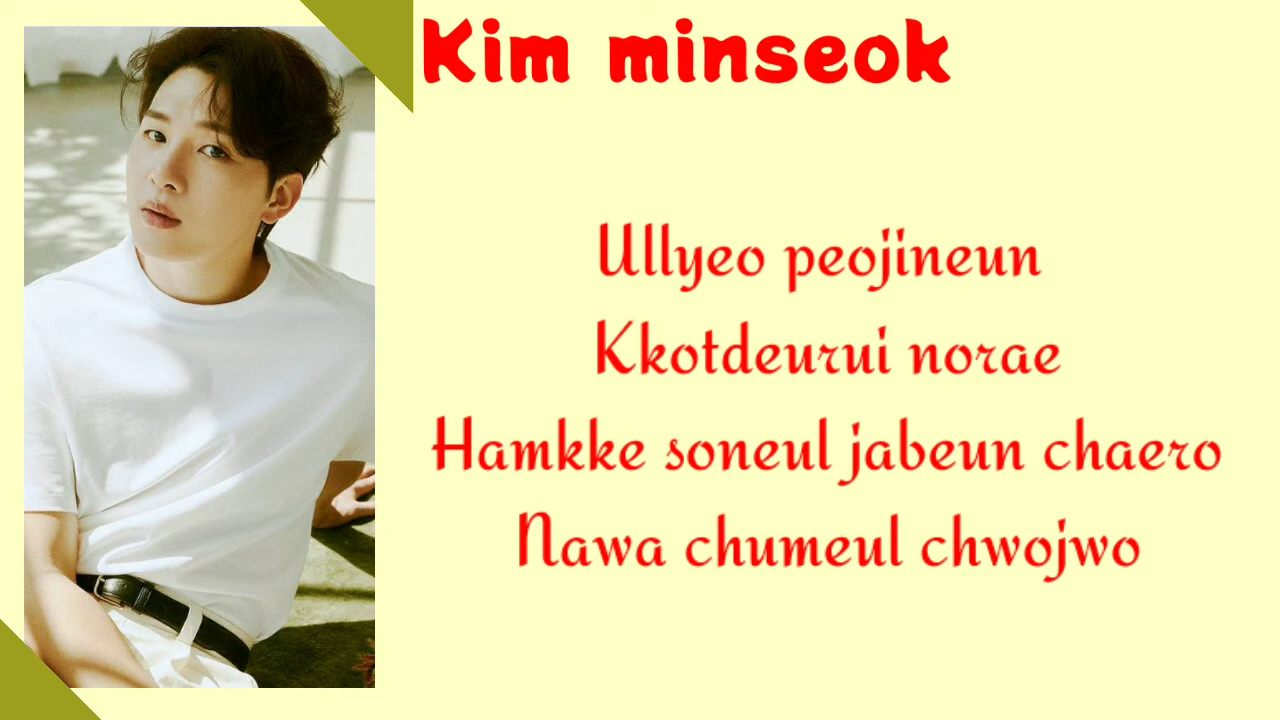 Kim minseok
Ullyeo peojineun
Kkotdeurui norae
Hamkke soneul jabeun chaero
Nawa chumeul chwojwo